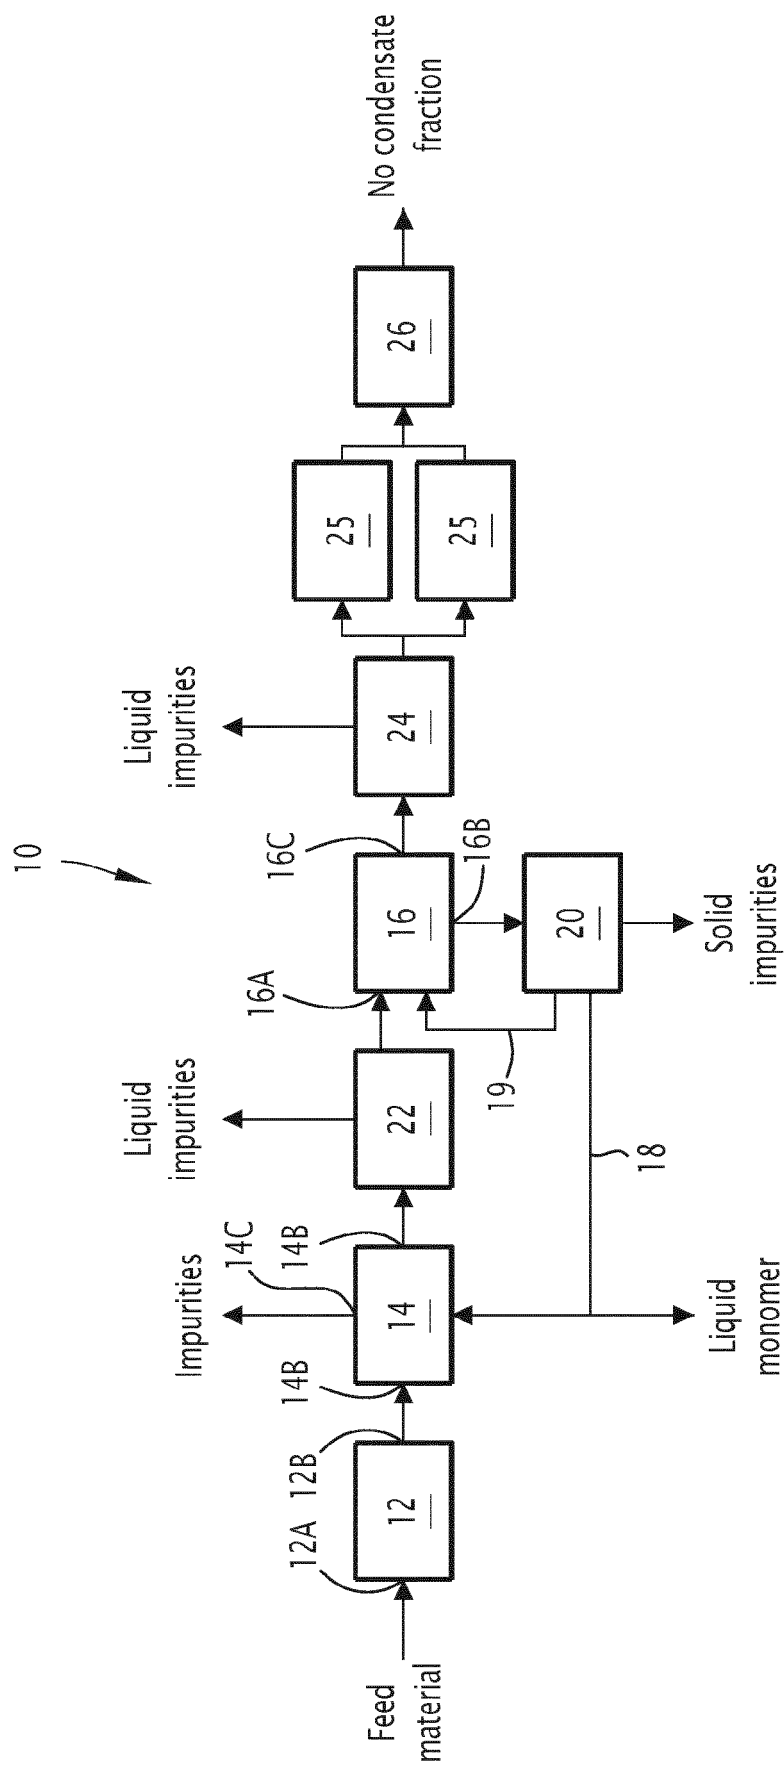 10
Feed
material
12A
12
12B
14B
14
14C
Impurities
14B
22
Liquid
impurities
16A
16
16B
16C
19
18
20
Liquid
monomer
Solid
impurities
24
Liquid
impurities
25
25
26
No condensate
fraction